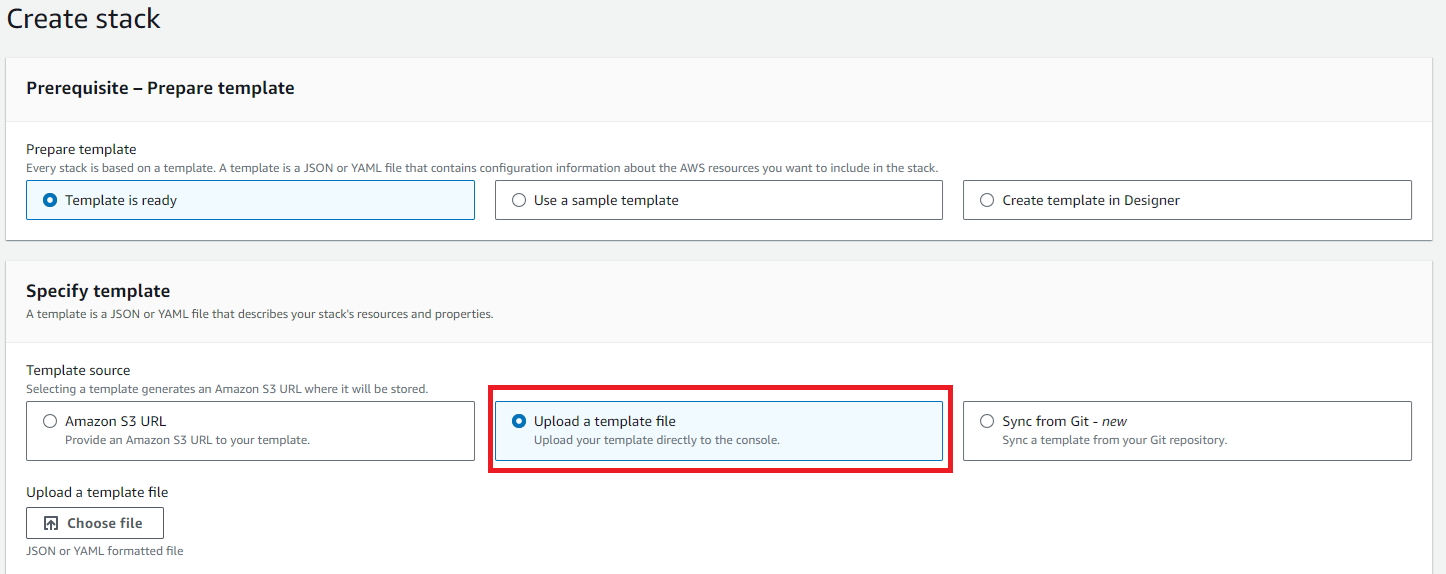 Create stack
Prerequisite – Prepare template
Prepare template
Every stack is based on a template. A template is a JSON or YAML file that contains configuration information about the AWS resources you want to include in the stack.
Template is ready
Use a sample template
Create template in Designer
Specify template
A template is a JSON or YAML file that describes your stack's resources and properties.
Template source
Selecting a template generates an Amazon S3 URL where it will be stored.
Amazon S3 URL
Provide an Amazon S3 URL to your template.
Upload a template file
Upload your template directly to the console.
Sync from Git - new
Sync a template from your Git repository.
Upload a template file
Choose file
JSON or YAML formatted file